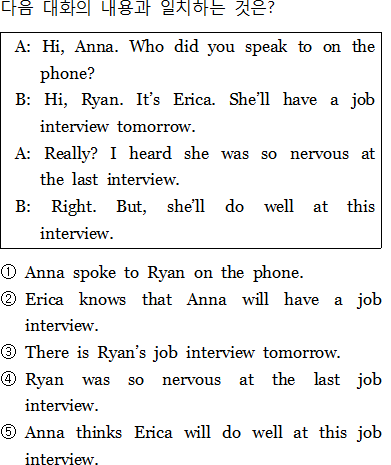 다음 대화의 내용과 일치하는 것은?
A: Hi, Anna. Who did you speak to on the
phone?
B: Hi, Ryan. It's Erica. She'll have a job
interview tomorrow.
A: Really? I heard she was so nervous at
the last interview.
B: Right. But, she'll do well at this
interview.
① Anna spoke to Ryan on the phone.
② Erica knows that Anna will have a job
interview.
③ There is Ryan's job interview tomorrow.
④ Ryan was so nervous at the last job
interview.
⑤ Anna thinks Erica will do well at this job
interview.